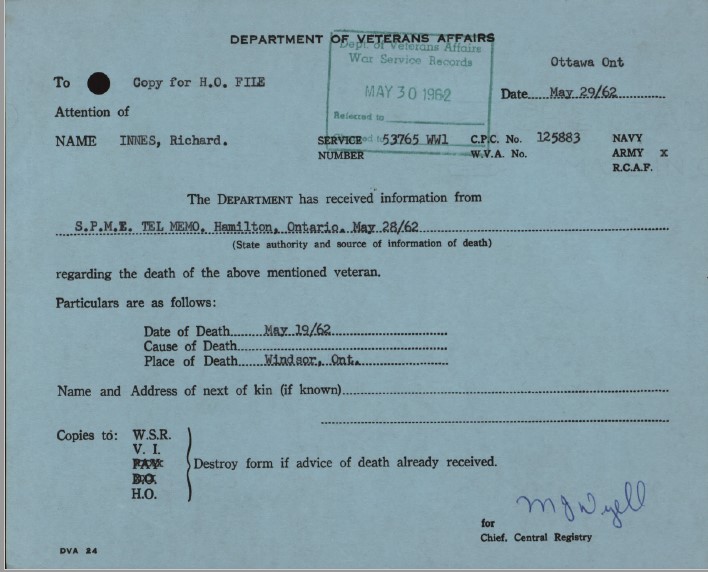 DEPARTMENT OF VETERANS AFFAIRS
Dept. of Veterans Affairs
War Service Records
MAY 30 1962
Referred to
Ottawa Ont
To Copy for H.O. FILE
Date May 29/62
Attention of
NAME INNES, Richard. SERVICE NUMBER 53765 WW1 C.P.C. No. 125883 NAVY
W.V.A. No. ARMY x
R.C.A.F.
The DEPARTMENT has received information from
S.P.M.E. TEL MEMO, Hamilton, Ontario. May 28/62
(State authority and source of information of death)
regarding the death of the above mentioned veteran.
Particulars are as follows:
Date of Death May 19/62
Cause of Death
Place of Death Windsor, Ont.
Name and Address of next of kin (if known)
Copies to: W.S.R.
V. I.
PAY
D.O.
H.O.
Destroy form if advice of death already received.
for
Chief, Central Registry
DVA 24